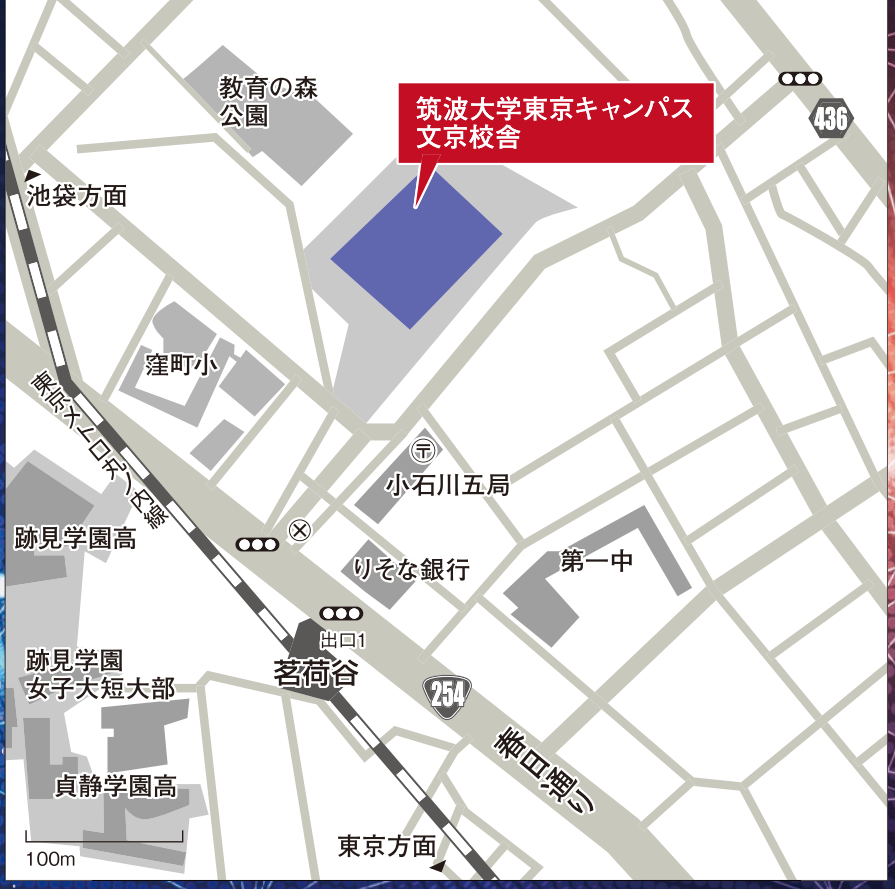 教育の森
公園
筑波大学東京キャンパス
文京校舎
436
池袋方面
窪町小
東京メトロ丸ノ内線
〒
小石川五局
跡見学園高
りそな銀行
第一中
出口1
茗荷谷
跡見学園
女子大短大部
254
春日通り
貞静学園高
東京方面
100m